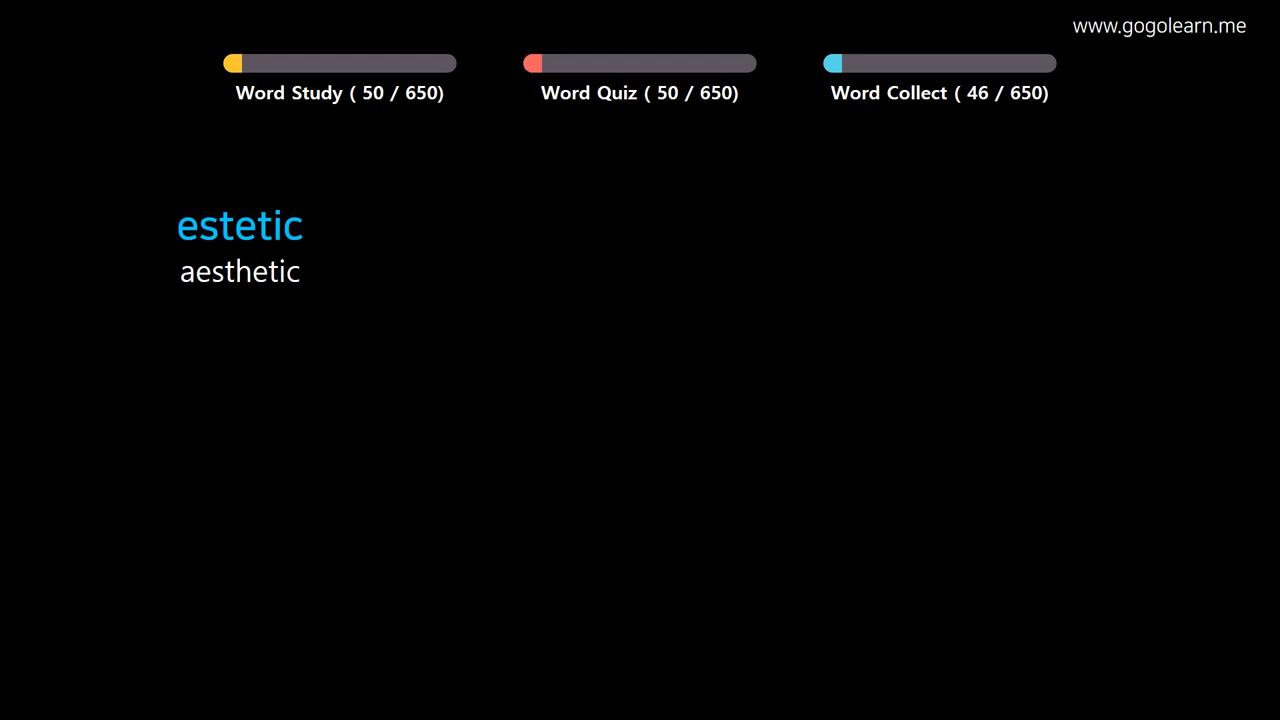 www.gogolearn.me
Word Study ( 50 / 650)
Word Quiz ( 50 / 650)
Word Collect ( 46 / 650)
estetic
aesthetic